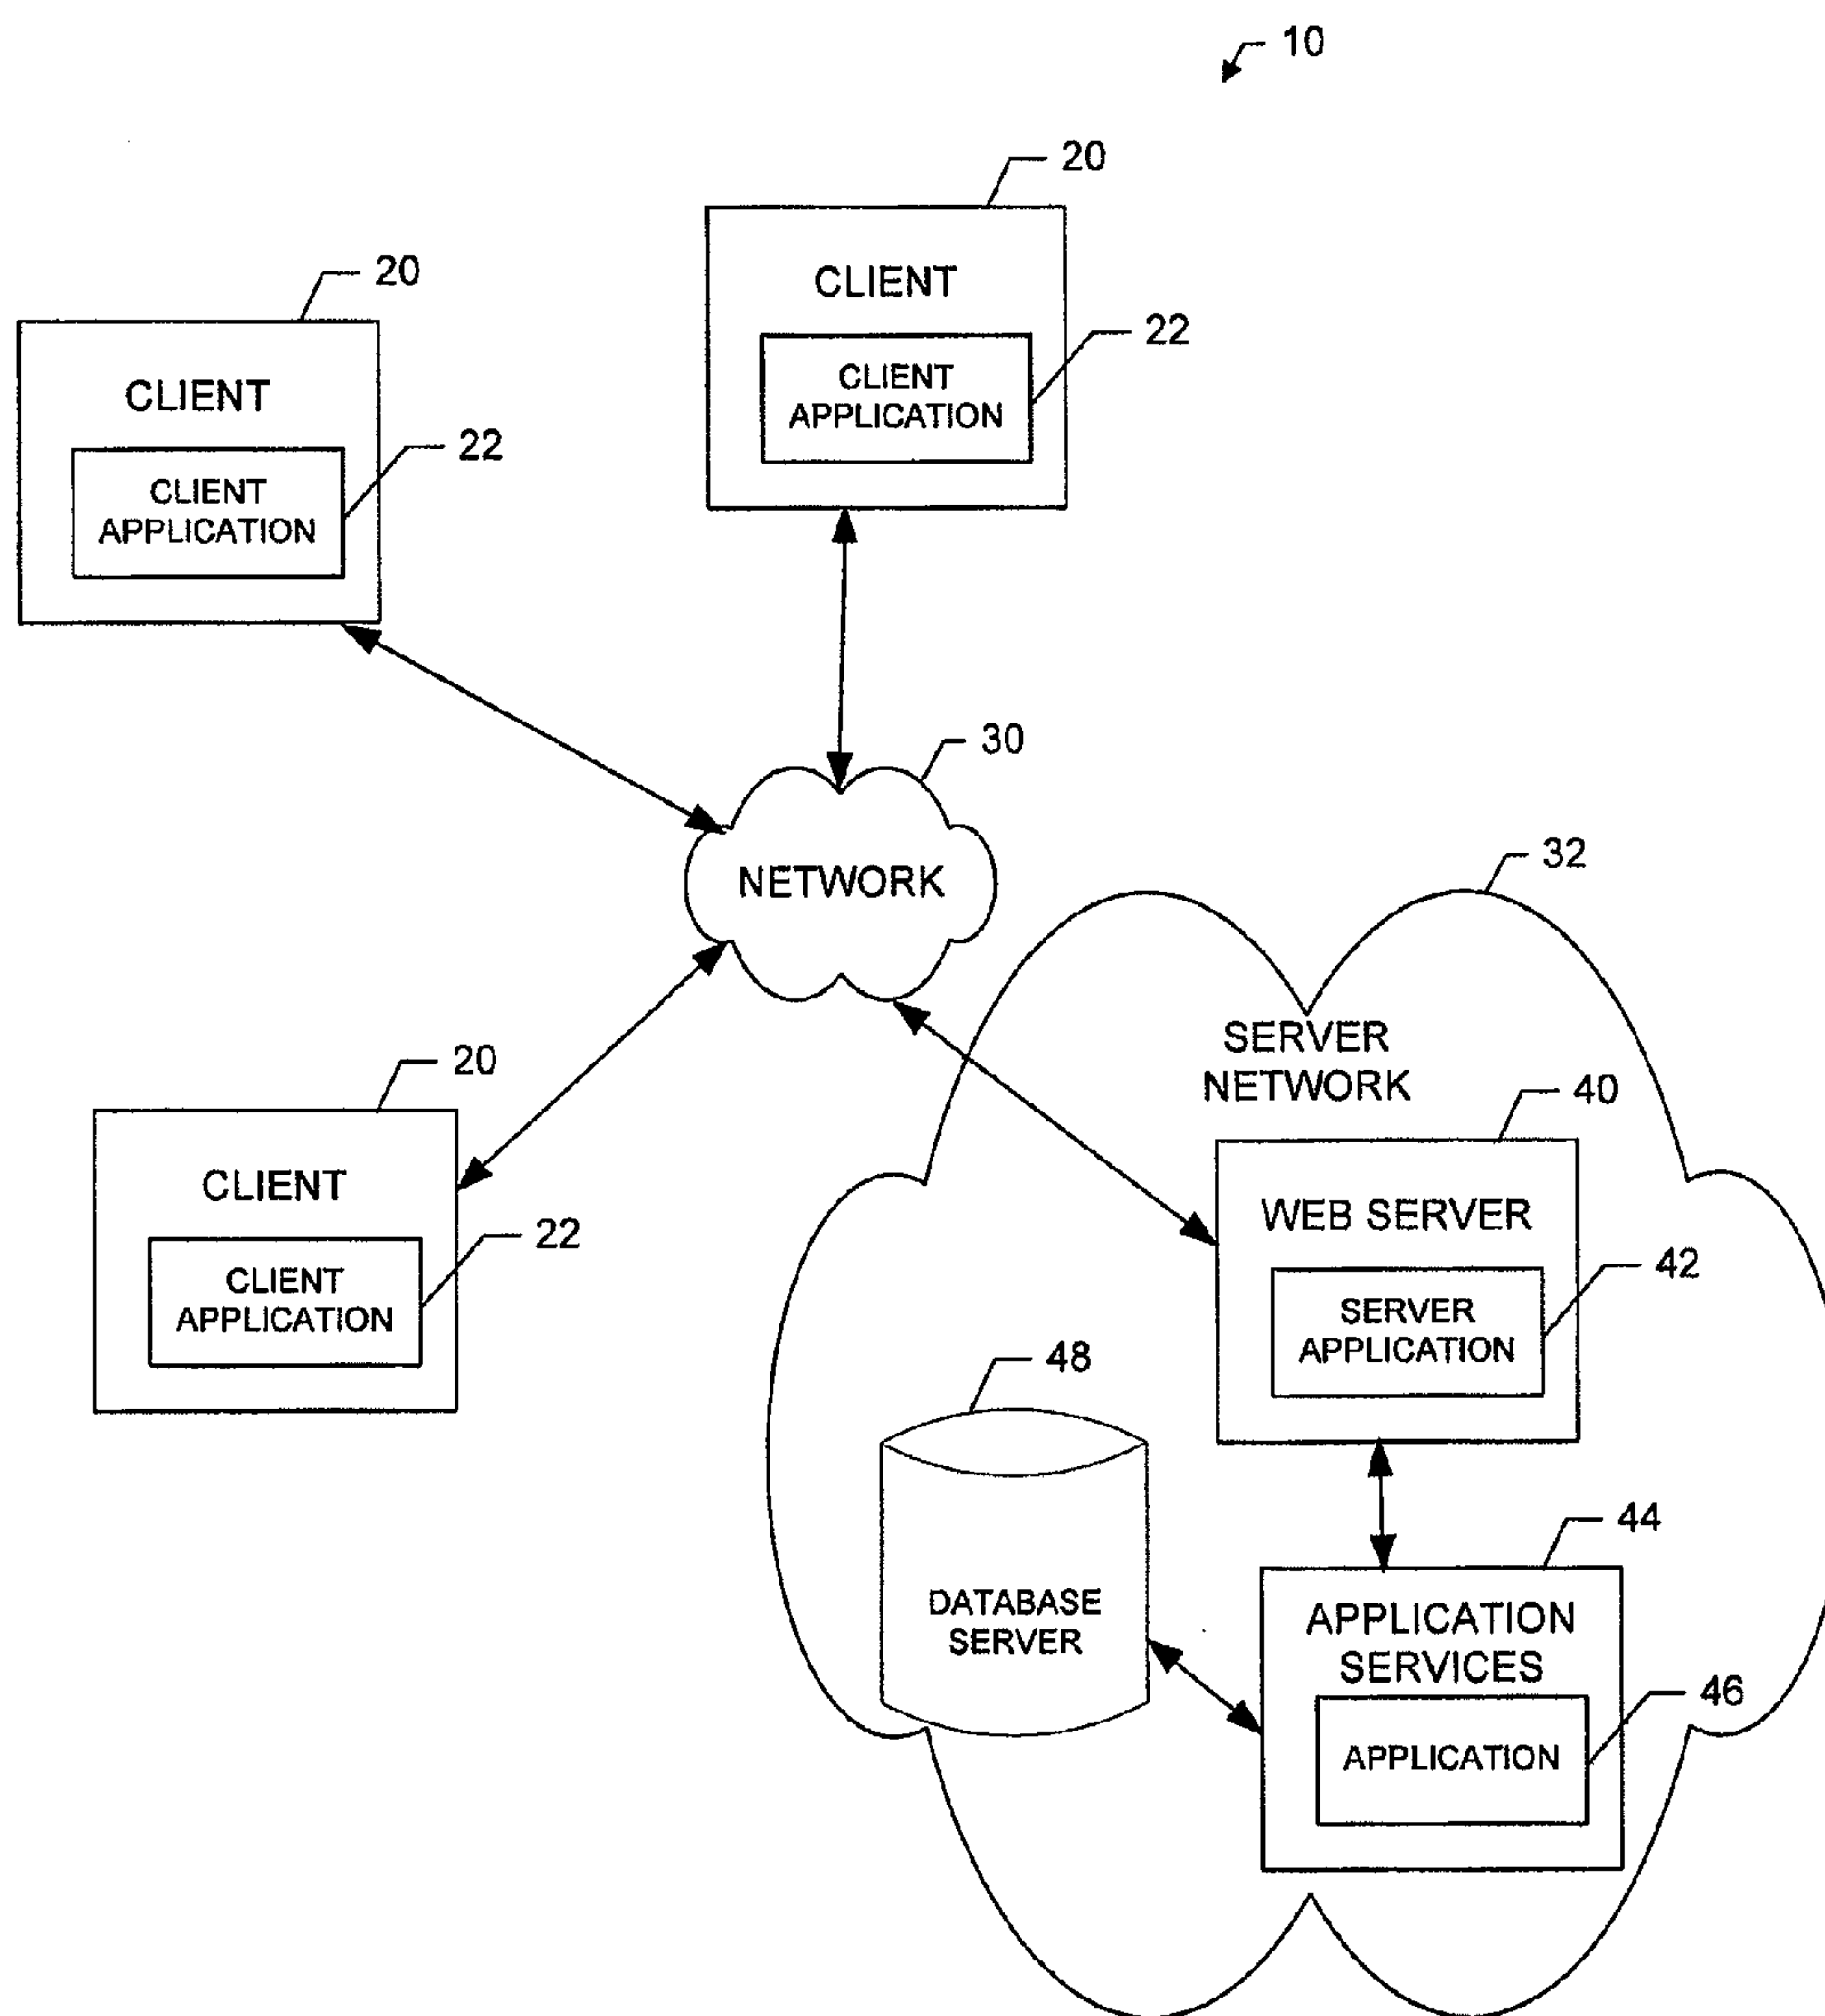 10
20
CLIENT
22
CLIENT
APPLICATION
20
CLIENT
22
CLIENT
APPLICATION
30
NETWORK
32
SERVER
NETWORK
20
CLIENT
22
CLIENT
APPLICATION
40
WEB SERVER
42
SERVER
APPLICATION
48
DATABASE
SERVER
44
APPLICATION
SERVICES
46
APPLICATION